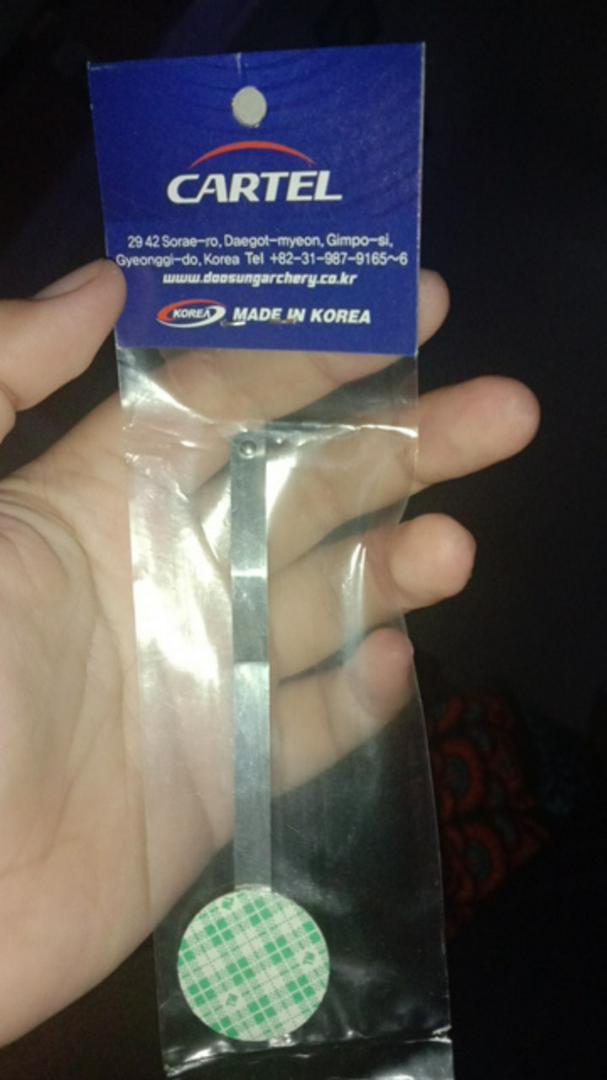 CARTEL
29 42 Sorae-ro, Daegot-myeon, Gimpo-si,
Gyeonggi-do, Korea Tel +82-31-987-9165~6
www.doosungarchery.co.kr
KOREA MADE IN KOREA